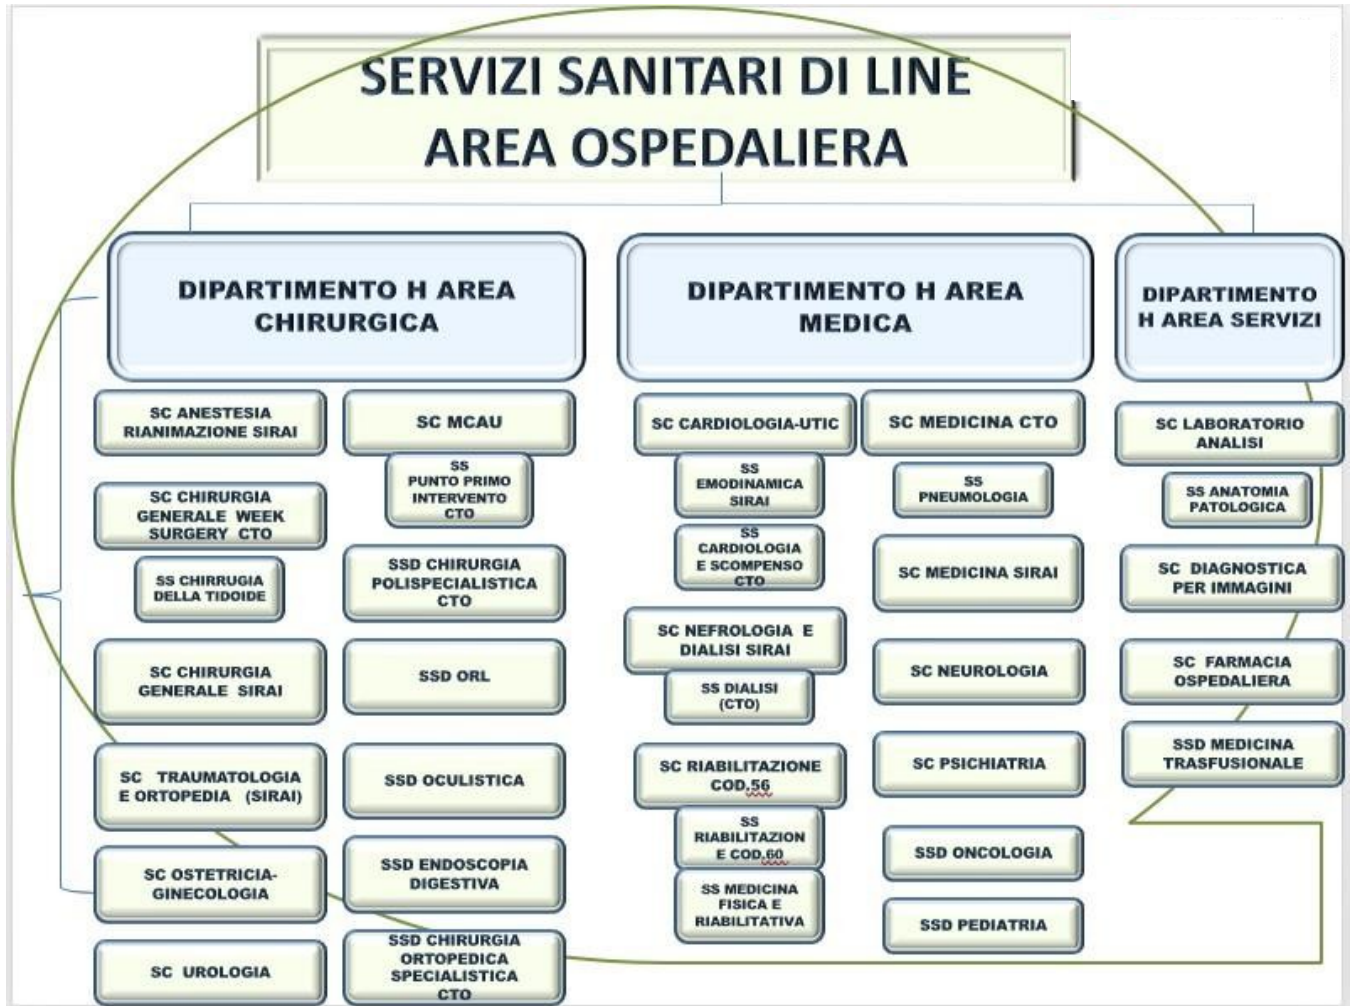 SERVIZI SANITARI DI LINE
AREA OSPEDALIERA
DIPARTIMENTO H AREA
CHIRURGICA
SC ANESTESIA
RIANIMAZIONE SIRAI
SC CHIRURGIA
GENERALE WEEK
SURGERY CTO
SS CHIRRUGIA
DELLA TIDOIDE
SC CHIRURGIA
GENERALE SIRAI
SC TRAUMATOLOGIA
E ORTOPEDIA (SIRAI)
SC OSTETRICIA-
GINECOLOGIA
SC UROLOGIA
SC MCAU
SS
PUNTO PRIMO
INTERVENTO
CTO
SSD CHIRURGIA
POLISPECIALISTICA
CTO
SSD ORL
SSD OCULISTICA
SSD ENDOSCOPIA
DIGESTIVA
SSD CHIRURGIA
ORTOPEDICA
SPECIALISTICA
CTO
DIPARTIMENTO H AREA
MEDICA
SC CARDIOLOGIA-UTIC
SS
EMODINAMICA
SIRAI
SS
CARDIOLOGIA
E SCOMPENSO
CTO
SC NEFROLOGIA E
DIALISI SIRAI
SS DIALISI
(CTO)
SC RIABILITAZIONE
COD.56
SS
RIABILITAZION
E COD.60
SS MEDICINA
FISICA E
RIABILITATIVA
SC MEDICINA CTO
SS
PNEUMOLOGIA
SC MEDICINA SIRAI
SC NEUROLOGIA
SC PSICHIATRIA
SSD ONCOLOGIA
SSD PEDIATRIA
DIPARTIMENTO
H AREA SERVIZI
SC LABORATORIO
ANALISI
SS ANATOMIA
PATOLOGICA
SC DIAGNOSTICA
PER IMMAGINI
SC FARMACIA
OSPEDALIERA
SSD MEDICINA
TRASFUSIONALE